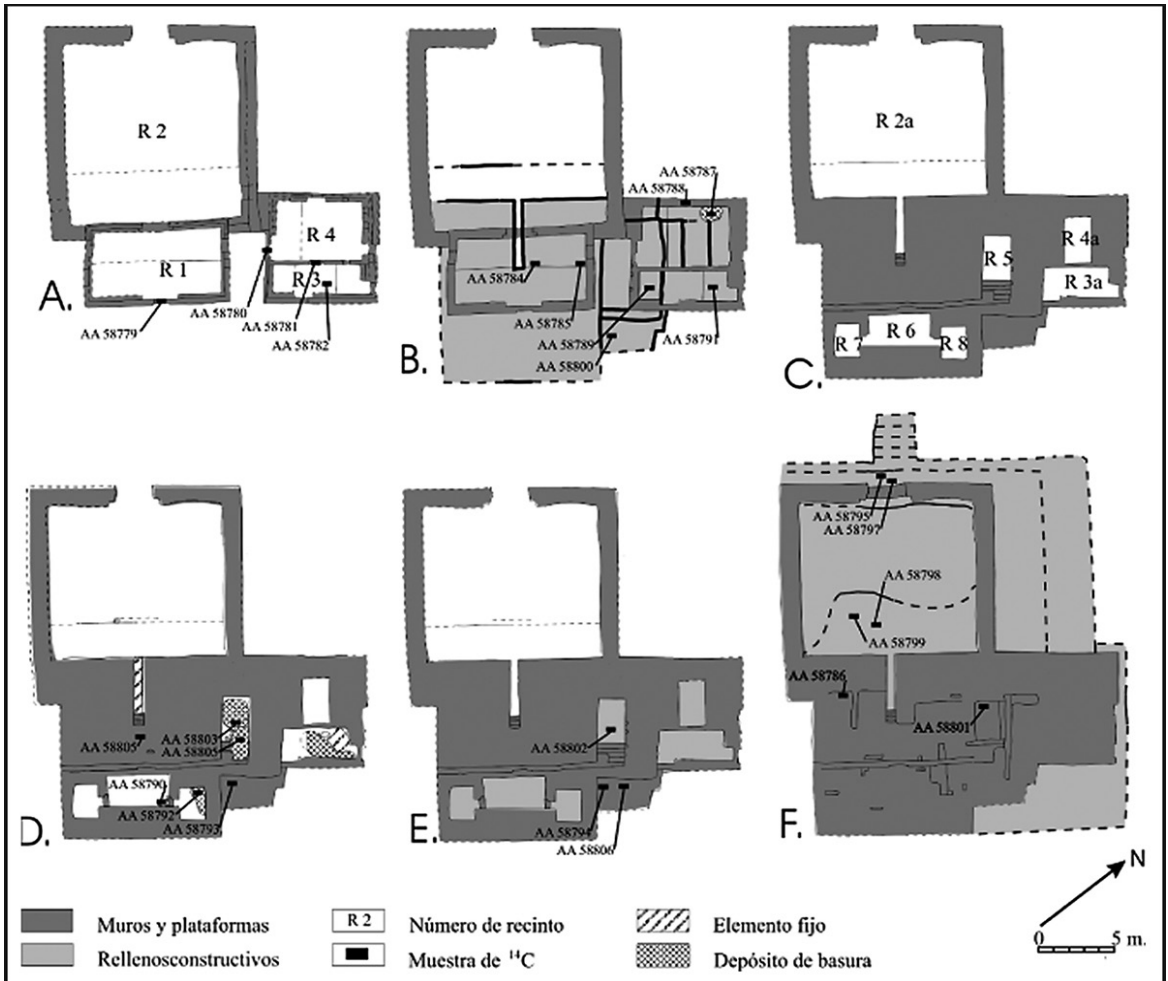 R 2
R 4
R 1
R 3
A.
AA 58779
AA 58780
AA 58781
AA 58782
AA 58787
AA 58788
AA 58784
AA 58785
AA 58789
AA 58791
AA 58800
B.
R 2a
R 5
R 4a
R 3a
R 6
R 7
R 8
C.
AA 58805
AA 58803
AA 58805
AA 58790
AA 58792
AA 58793
D.
AA 58802
AA 58794
AA 58806
E.
AA 58795
AA 58797
AA 58798
AA 58799
AA 58786
AA 58801
F.
N
0 5 m.
Muros y plataformas
R 2 Número de recinto
Elemento fijo
Rellenosconstructivos
Muestra de ¹⁴C
Depósito de basura